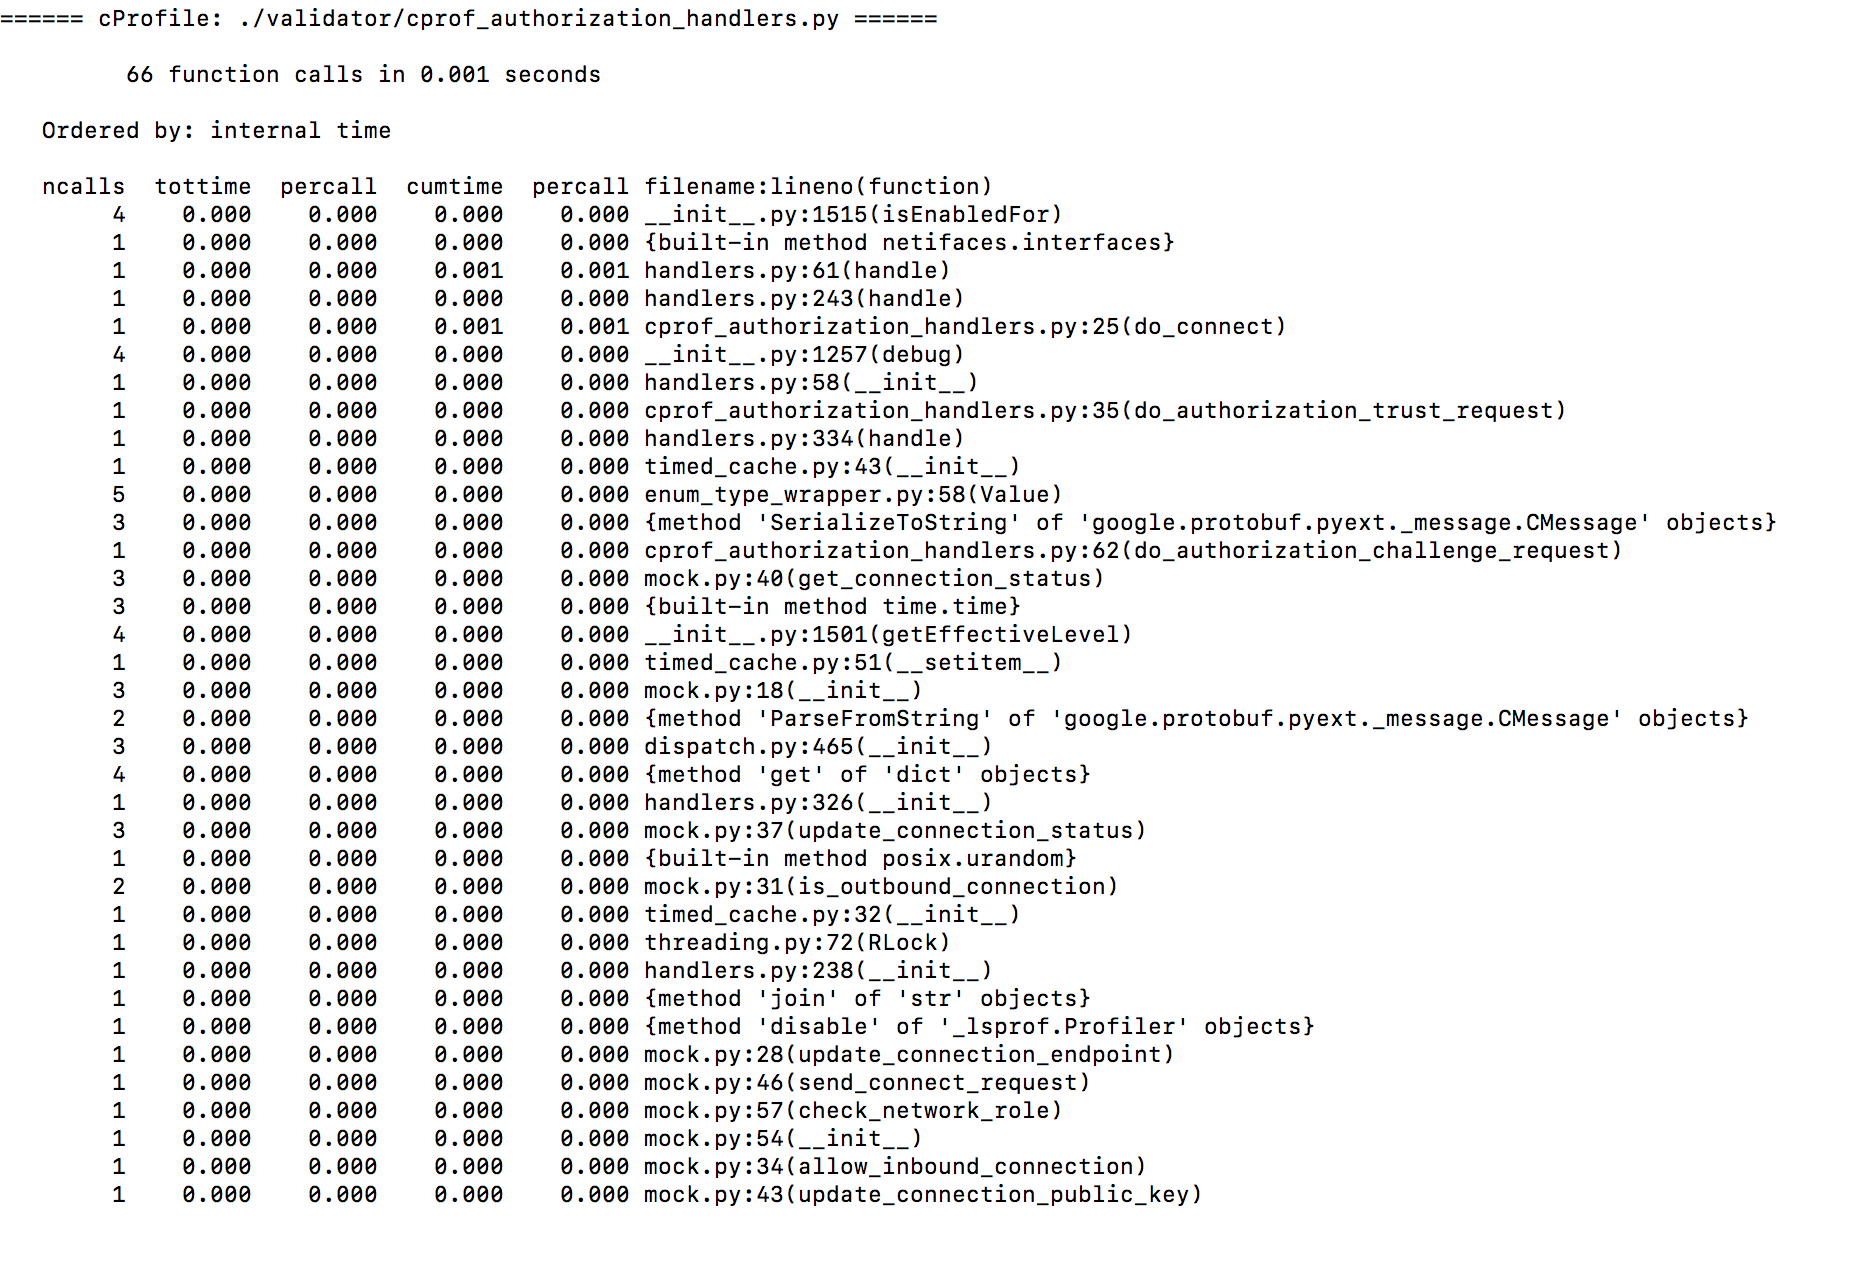 ====== cProfile: ./validator/cprof_authorization_handlers.py ======
66 function calls in 0.001 seconds
Ordered by: internal time
ncalls  tottime  percall  cumtime  percall filename:lineno(function)
4    0.000    0.000    0.000    0.000 __init__.py:1515(isEnabledFor)
1    0.000    0.000    0.000    0.000 {built-in method netifaces.interfaces}
1    0.000    0.000    0.001    0.001 handlers.py:61(handle)
1    0.000    0.000    0.000    0.000 handlers.py:243(handle)
1    0.000    0.000    0.001    0.001 cprof_authorization_handlers.py:25(do_connect)
4    0.000    0.000    0.000    0.000 __init__.py:1257(debug)
1    0.000    0.000    0.000    0.000 handlers.py:58(__init__)
1    0.000    0.000    0.000    0.000 cprof_authorization_handlers.py:35(do_authorization_trust_request)
1    0.000    0.000    0.000    0.000 handlers.py:334(handle)
1    0.000    0.000    0.000    0.000 timed_cache.py:43(__init__)
5    0.000    0.000    0.000    0.000 enum_type_wrapper.py:58(Value)
3    0.000    0.000    0.000    0.000 {method 'SerializeToString' of 'google.protobuf.pyext._message.CMessage' objects}
1    0.000    0.000    0.000    0.000 cprof_authorization_handlers.py:62(do_authorization_challenge_request)
3    0.000    0.000    0.000    0.000 mock.py:40(get_connection_status)
3    0.000    0.000    0.000    0.000 {built-in method time.time}
4    0.000    0.000    0.000    0.000 __init__.py:1501(getEffectiveLevel)
1    0.000    0.000    0.000    0.000 timed_cache.py:51(__setitem__)
3    0.000    0.000    0.000    0.000 mock.py:18(__init__)
2    0.000    0.000    0.000    0.000 {method 'ParseFromString' of 'google.protobuf.pyext._message.CMessage' objects}
3    0.000    0.000    0.000    0.000 dispatch.py:465(__init__)
4    0.000    0.000    0.000    0.000 {method 'get' of 'dict' objects}
1    0.000    0.000    0.000    0.000 handlers.py:326(__init__)
3    0.000    0.000    0.000    0.000 mock.py:37(update_connection_status)
1    0.000    0.000    0.000    0.000 {built-in method posix.urandom}
2    0.000    0.000    0.000    0.000 mock.py:31(is_outbound_connection)
1    0.000    0.000    0.000    0.000 timed_cache.py:32(__init__)
1    0.000    0.000    0.000    0.000 threading.py:72(RLock)
1    0.000    0.000    0.000    0.000 handlers.py:238(__init__)
1    0.000    0.000    0.000    0.000 {method 'join' of 'str' objects}
1    0.000    0.000    0.000    0.000 {method 'disable' of '_lsprof.Profiler' objects}
1    0.000    0.000    0.000    0.000 mock.py:28(update_connection_endpoint)
1    0.000    0.000    0.000    0.000 mock.py:46(send_connect_request)
1    0.000    0.000    0.000    0.000 mock.py:57(check_network_role)
1    0.000    0.000    0.000    0.000 mock.py:54(__init__)
1    0.000    0.000    0.000    0.000 mock.py:34(allow_inbound_connection)
1    0.000    0.000    0.000    0.000 mock.py:43(update_connection_public_key)